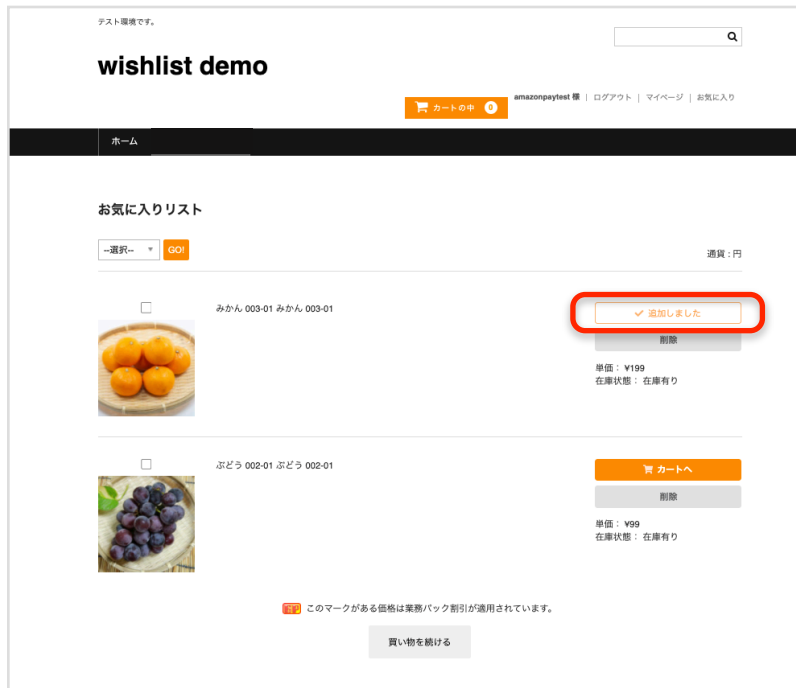 テスト環境です。
wishlist demo
カートの中 0
amazonpaytest 様 | ログアウト | マイページ | お気に入り
ホーム
お気に入りリスト
--選択-- GO!
通貨 : 円
みかん 003-01 みかん 003-01
追加しました
削除
単価： ¥199
在庫状態： 在庫有り
ぶどう 002-01 ぶどう 002-01
カートへ
削除
単価： ¥99
在庫状態： 在庫有り
このマークがある価格は業務パック割引が適用されています。
買い物を続ける